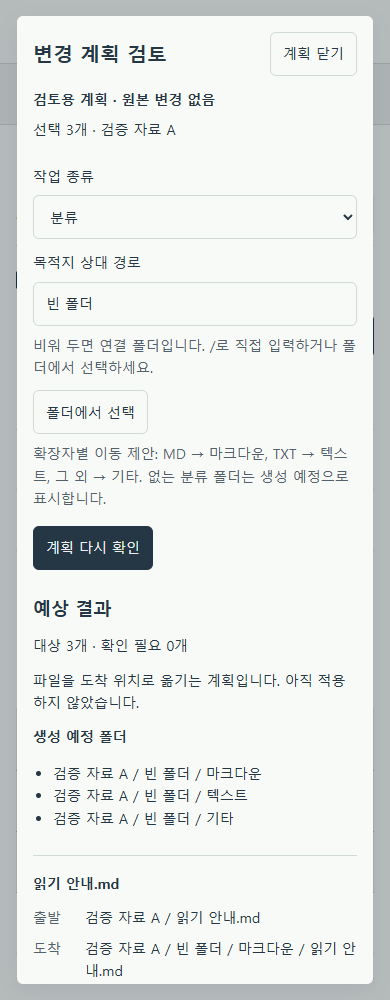 변경 계획 검토
계획 닫기
검토용 계획 · 원본 변경 없음
선택 3개 · 검증 자료 A
작업 종류
분류
목적지 상대 경로
빈 폴더
비워 두면 연결 폴더입니다. /로 직접 입력하거나 폴
더에서 선택하세요.
폴더에서 선택
확장자별 이동 제안: MD → 마크다운, TXT → 텍스
트, 그 외 → 기타. 없는 분류 폴더는 생성 예정으로
표시합니다.
계획 다시 확인
예상 결과
대상 3개 · 확인 필요 0개
파일을 도착 위치로 옮기는 계획입니다. 아직 적용
하지 않았습니다.
생성 예정 폴더
• 검증 자료 A / 빈 폴더 / 마크다운
• 검증 자료 A / 빈 폴더 / 텍스트
• 검증 자료 A / 빈 폴더 / 기타
읽기 안내.md
출발 검증 자료 A / 읽기 안내.md
도착 검증 자료 A / 빈 폴더 / 마크다운 / 읽기 안
내.md